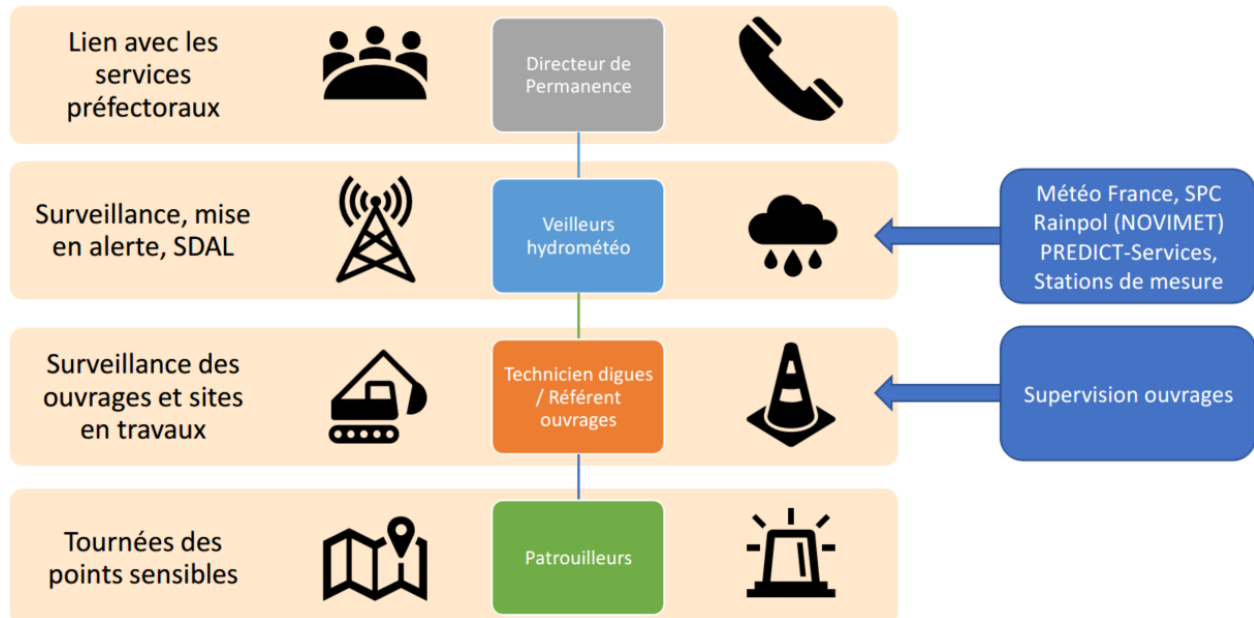 Lien avec les
services
préfectoraux
Directeur de
Permanence
Surveillance, mise
en alerte, SDAL
Veilleurs
hydrométéo
Météo France, SPC
Rainpol (NOVIMET)
PREDICT-Services,
Stations de mesure
Surveillance des
ouvrages et sites
en travaux
Technicien digues
/ Référent
ouvrages
Supervision ouvrages
Tournées des
points sensibles
Patrouilleurs